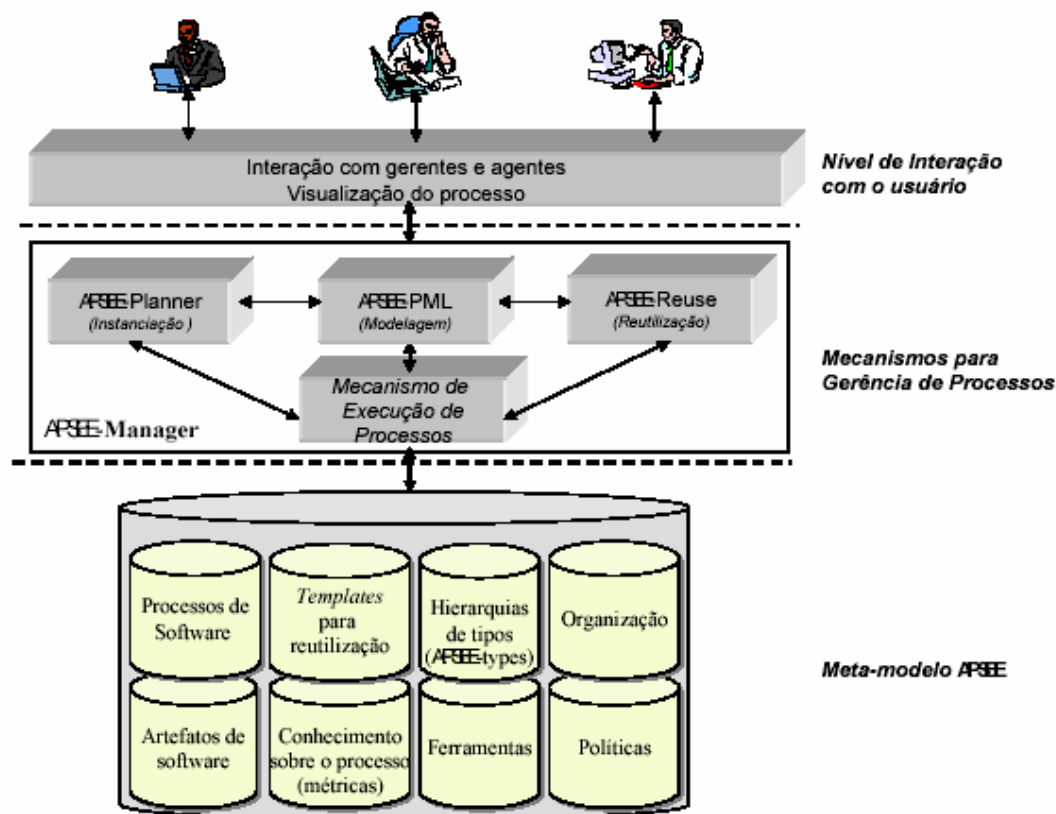 Interação com gerentes e agentes
Visualização do processo
Nível de Interação
com o usuário
APSEE-Planner
(Instanciação )
APSEE-PML
(Modelagem)
APSEE-Reuse
(Reutilização)
Mecanismo de
Execução de
Processos
APSEE-Manager
Mecanismos para
Gerência de Processos
Processos de
Software
Templates
para
reutilização
Hierarquias
de tipos
(APSEE-types)
Organização
Artefatos de
software
Conhecimento
sobre o processo
(métricas)
Ferramentas
Políticas
Meta-modelo APSEE